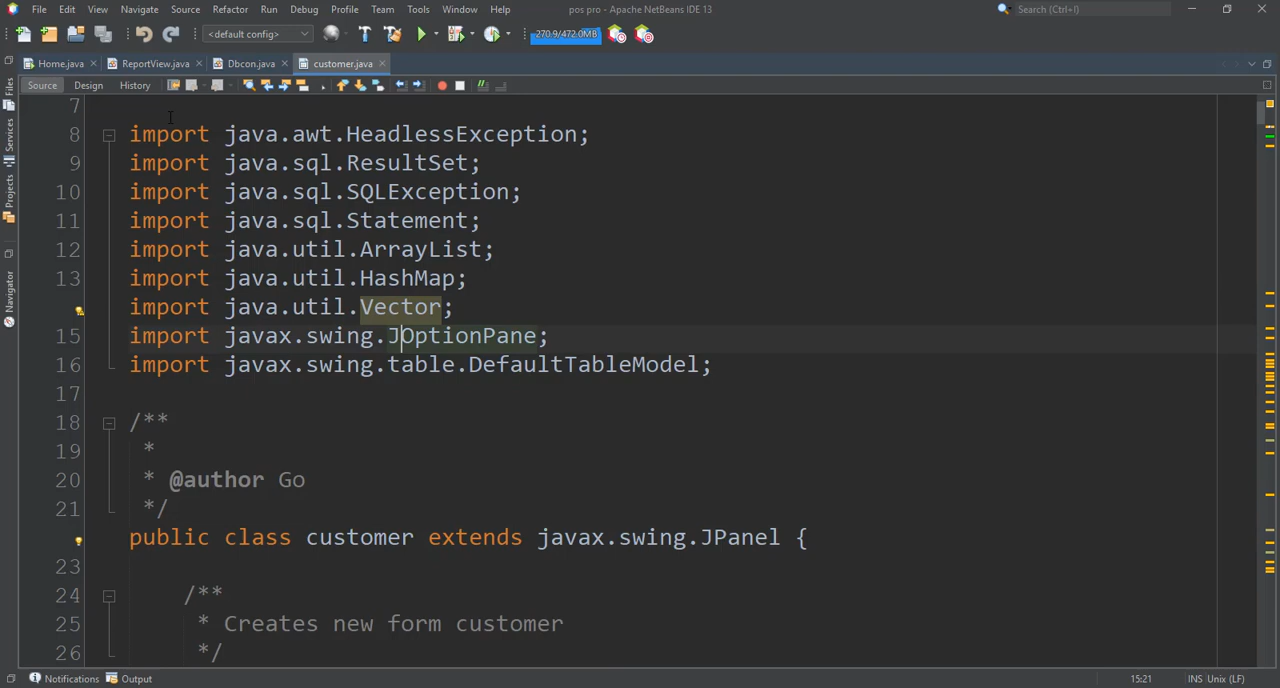 File Edit View Navigate Source Refactor Run Debug Profile Team Tools Window Help pos pro - Apache NetBeans IDE 13 Search (Ctrl+I)
<default config> 270.9/472.0MB
Home.java ReportView.java Dbcon.java customer.java
Source Design History
Files
Services
Projects
Navigator
7
8 import java.awt.HeadlessException;
9 import java.sql.ResultSet;
10 import java.sql.SQLException;
11 import java.sql.Statement;
12 import java.util.ArrayList;
13 import java.util.HashMap;
import java.util.Vector;
15 import javax.swing.JOptionPane;
16 import javax.swing.table.DefaultTableModel;
17
18 /**
19 *
20 * @author Go
21 */
public class customer extends javax.swing.JPanel {
23
24 /**
25 * Creates new form customer
26 */
Notifications Output 15:21 INS Unix (LF)